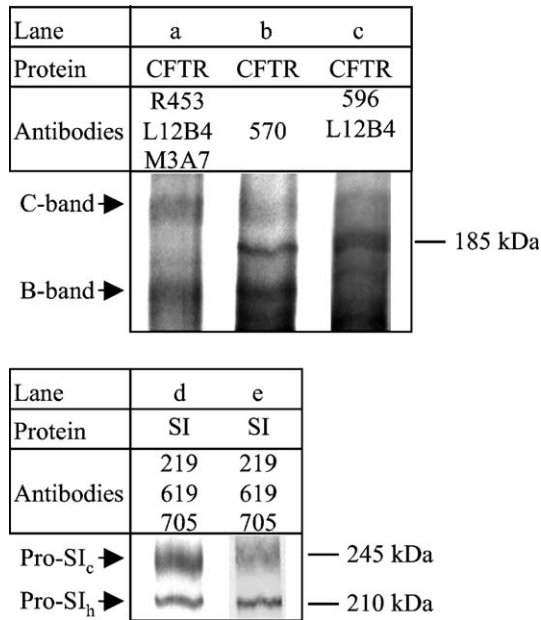 Lane a b c
Protein CFTR CFTR CFTR
R453 596
Antibodies L12B4 570 L12B4
M3A7
C-band
185 kDa
B-band
Lane d e
Protein SI SI
219 219
Antibodies 619 619
705 705
Pro-SIc 245 kDa
Pro-SIh 210 kDa